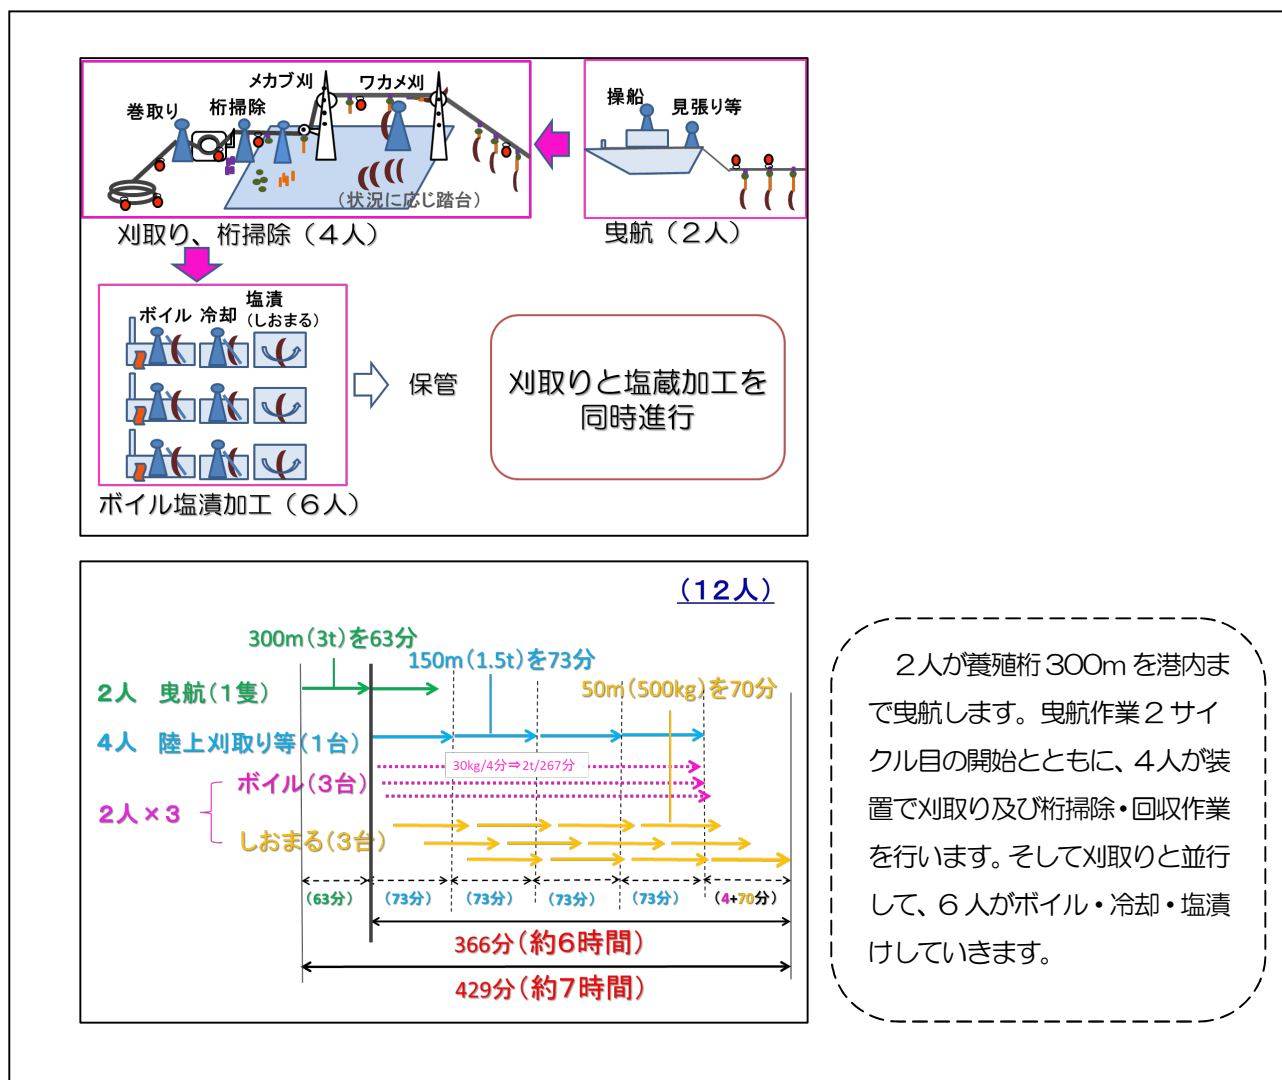 メカブ刈
ワカメ刈
巻取り
桁掃除
(状況に応じ踏台)
刈取り、桁掃除（４人）
操船
見張り等
曳航（２人）
ボイル 冷却 塩漬
(しおまる)
ボイル塩漬加工（６人）
保管
刈取りと塩蔵加工を
同時進行
（１２人）
300m（3t）を63分
150m（1.5t）を73分
50m（500kg）を70分
２人　曳航（１隻）
４人　陸上刈取り等（１台）
30kg/4分⇒2t/267分
ボイル（３台）
２人×３
しおまる（３台）
（63分）
（73分）
（73分）
（73分）
（73分）
（4+70分）
366分（約６時間）
429分（約７時間）
２人が養殖桁 300m を港内ま
で曳航します。曳航作業２サイ
クル目の開始とともに、４人が装
置で刈取り及び桁掃除・回収作業
を行います。そして刈取りと並行
して、６人がボイル・冷却・塩漬
けしていきます。